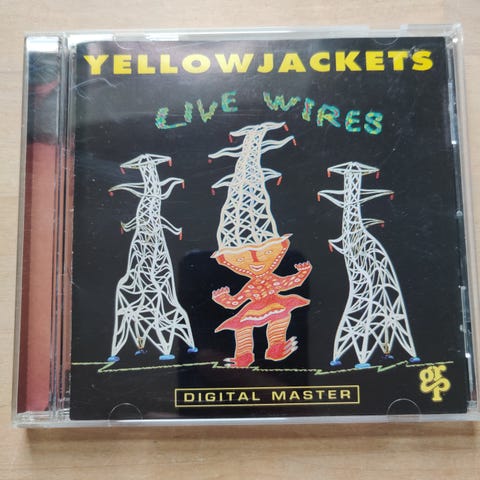 YELLOWJACKETS
LIVE WIRES
DIGITAL MASTER
grp